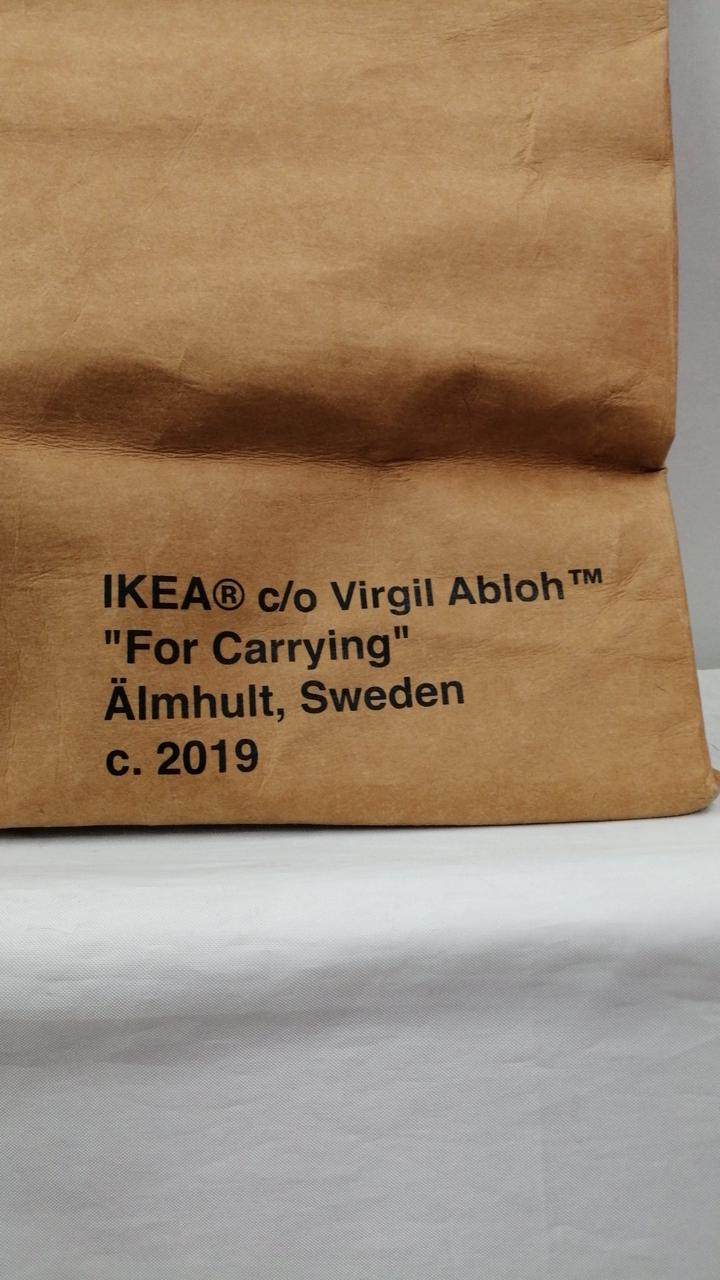 IKEA® c/o Virgil Abloh™
"For Carrying"
Älmhult, Sweden
c. 2019